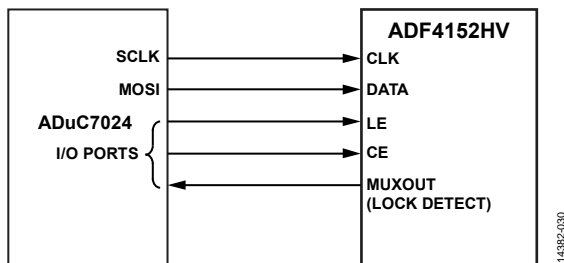 ADF4152HV
SCLK
CLK
MOSI
DATA
ADuC7024
LE
I/O PORTS
CE
MUXOUT
(LOCK DETECT)
14382-030